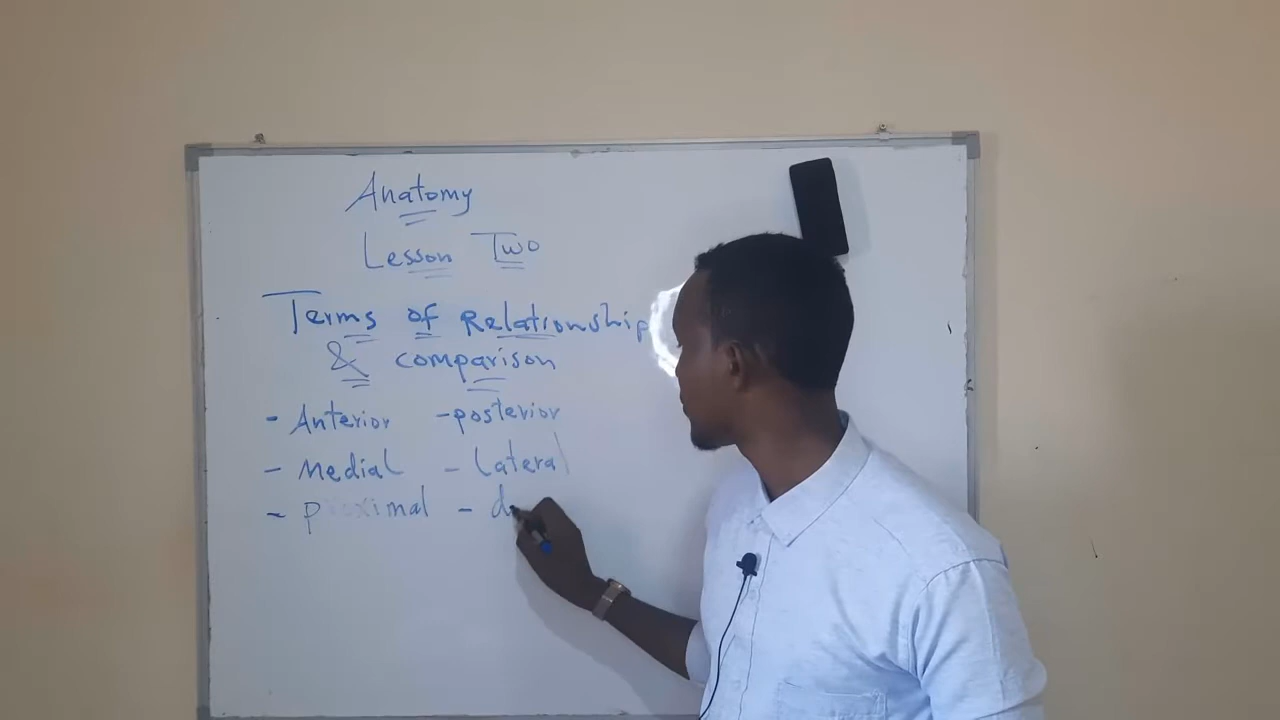 Anatomy
Lesson Two
Terms of Relationship
& comparison
- Anterior - posterior
- Medial - Lateral
- proximal - d